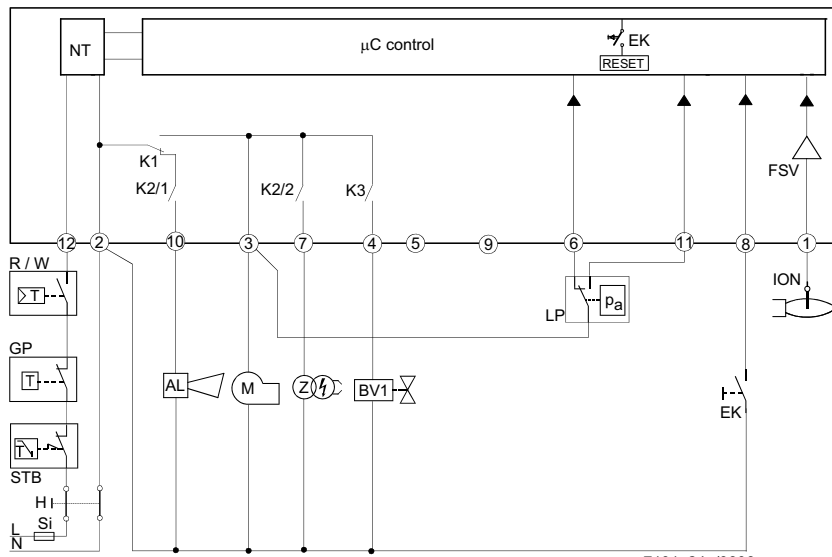 NT
µC control
EK
RESET
K1
K2/1
K2/2
K3
FSV
12
2
10
3
7
4
5
9
6
11
8
1
R / W
T
GP
T
STB
T
H
L
Si
N
AL
M
Z
BV1
LP
pa
ION
EK